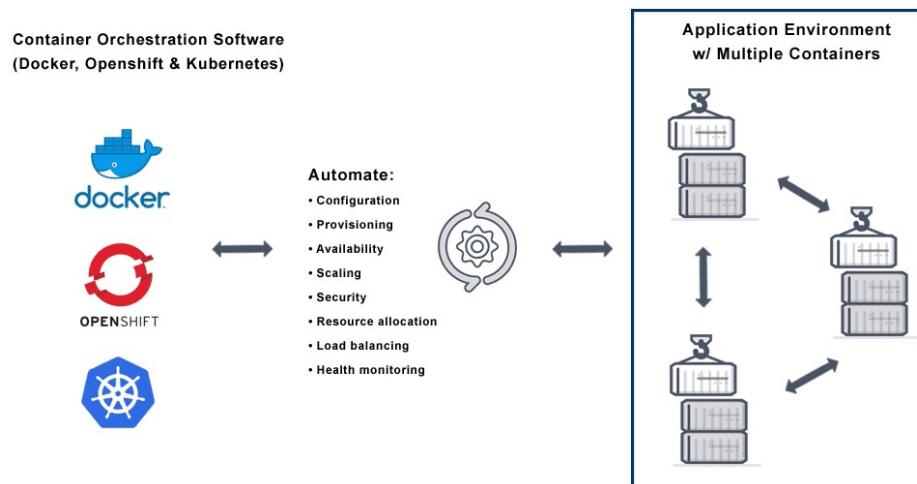 Container Orchestration Software
(Docker, Openshift & Kubernetes)
docker
OPENSHIFT
Automate:
• Configuration
• Provisioning
• Availability
• Scaling
• Security
• Resource allocation
• Load balancing
• Health monitoring
Application Environment
w/ Multiple Containers